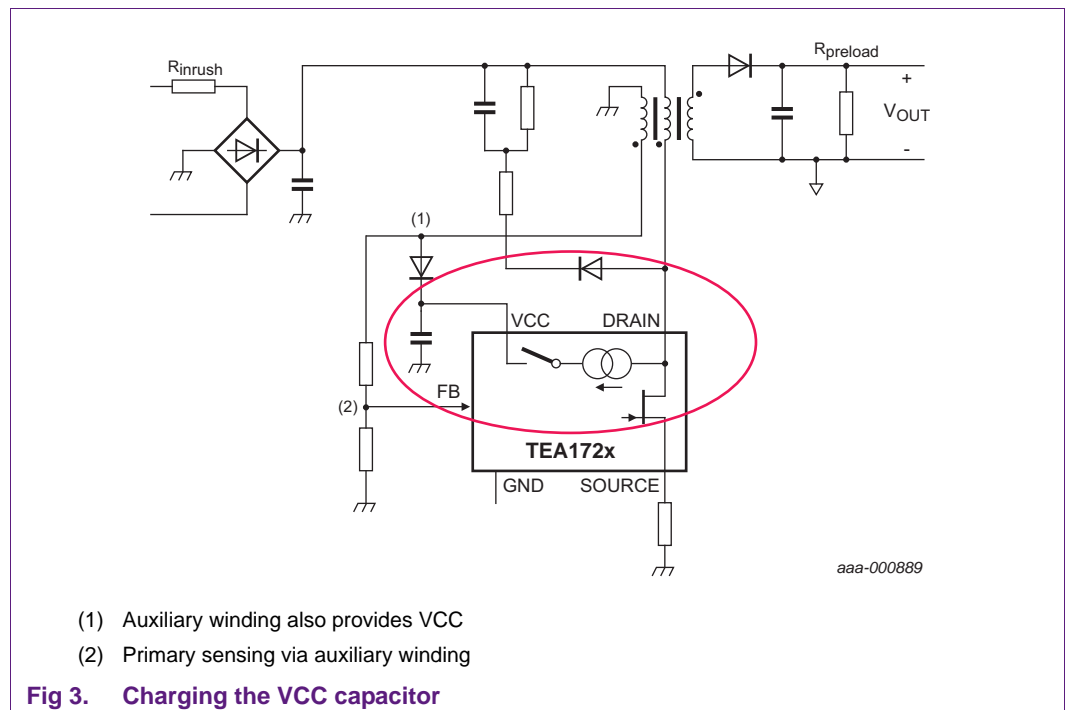 Rinrush
Rpreload
+
VOUT
-
(1)
VCC
DRAIN
FB
(2)
TEA172x
GND
SOURCE
aaa-000889
(1) Auxiliary winding also provides VCC
(2) Primary sensing via auxiliary winding
Fig 3. Charging the VCC capacitor